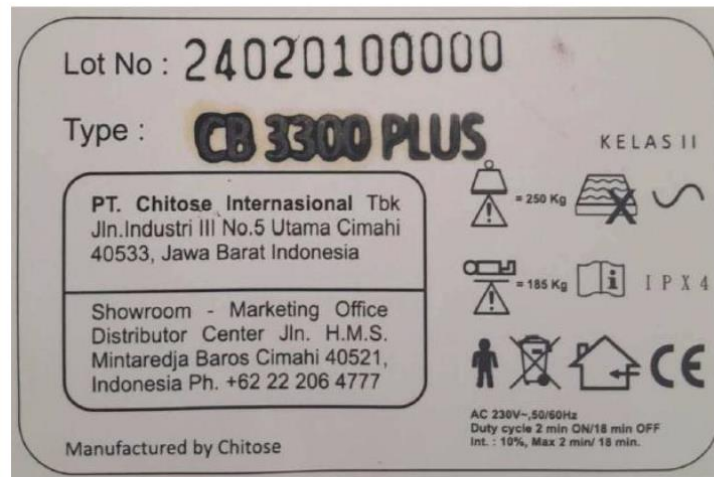 Lot No : 24020100000
Type : CB 3300 PLUS
KELAS II
PT. Chitose Internasional Tbk
Jln.Industri III No.5 Utama Cimahi
40533, Jawa Barat Indonesia
= 250 Kg
= 185 Kg
i
IPX4
Showroom - Marketing Office
Distributor Center Jln. H.M.S.
Mintaredja Baros Cimahi 40521,
Indonesia Ph. +62 22 206 4777
CE
AC 230V~,50/60Hz
Duty cycle 2 min ON/18 min OFF
Int. : 10%, Max 2 min/ 18 min.
Manufactured by Chitose